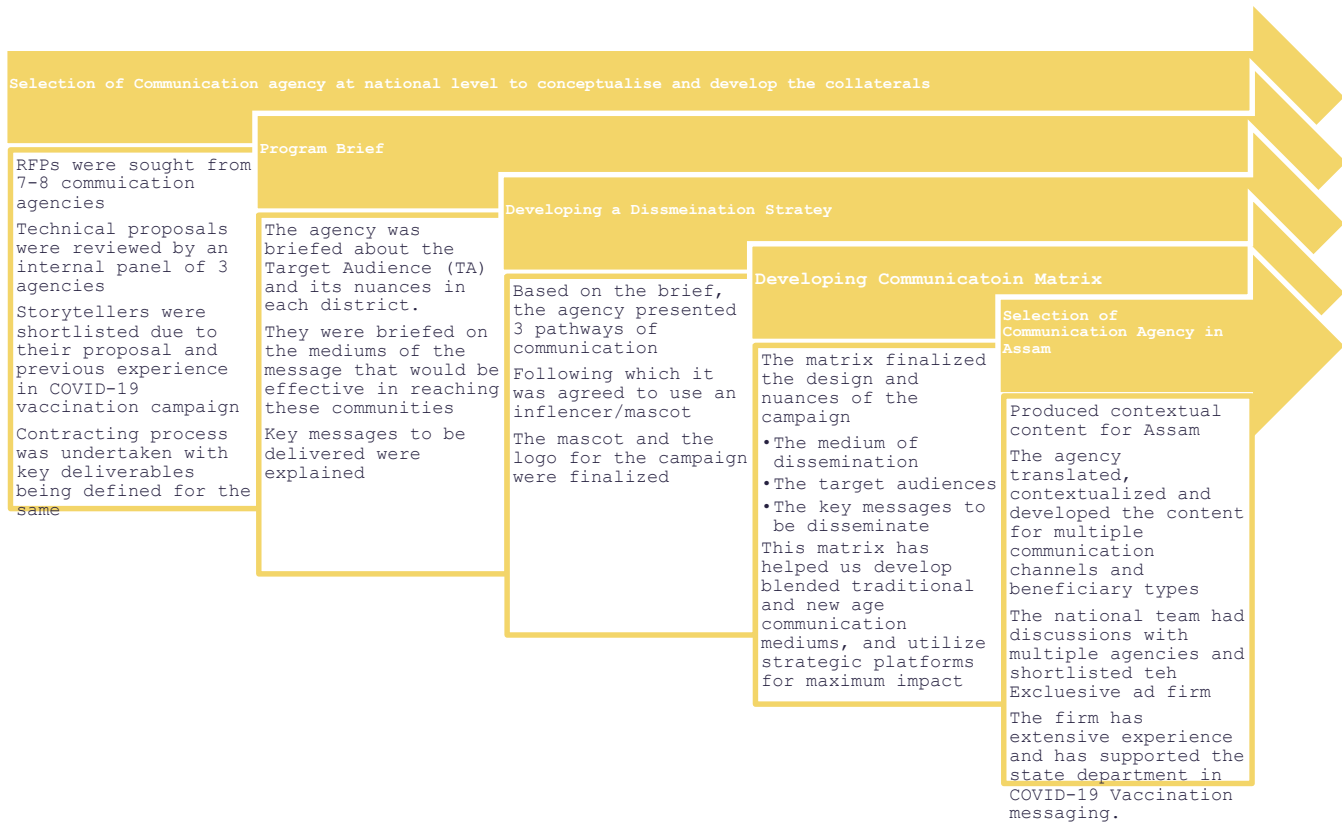 Selection of Communication agency at national level to conceptualise and develop the collaterals
RFPs were sought from
7-8 commuication
agencies
Technical proposals
were reviewed by an
internal panel of 3
agencies
Storytellers were
shortlisted due to
their proposal and
previous experience
in COVID-19
vaccination campaign
Contracting process
was undertaken with
key deliverables
being defined for the
same
Program Brief
The agency was
briefed about the
Target Audience (TA)
and its nuances in
each district.
They were briefed on
the mediums of the
message that would be
effective in reaching
these communities
Key messages to be
delivered were
explained
Developing a Dissmeination Stratey
Based on the brief,
the agency presented
3 pathways of
communication
Following which it
was agreed to use an
inflencer/mascot
The mascot and the
logo for the campaign
were finalized
Developing Communicatoin Matrix
The matrix finalized
the design and
nuances of the
campaign
•The medium of
dissemination
•The target audiences
•The key messages to
be disseminate
This matrix has
helped us develop
blended traditional
and new age
communication
mediums, and utilize
strategic platforms
for maximum impact
Selection of
Communication Agency in
Assam
Produced contextual
content for Assam
The agency
translated,
contextualized and
developed the content
for multiple
communication
channels and
beneficiary types
The national team had
discussions with
multiple agencies and
shortlisted teh
Excluesive ad firm
The firm has
extensive experience
and has supported the
state department in
COVID-19 Vaccination
messaging.